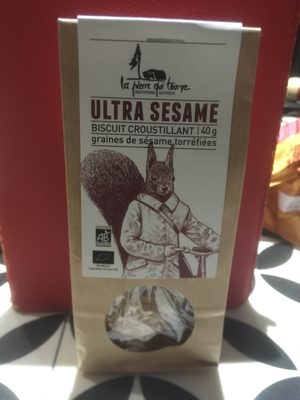 la pierre qui tourne
ULTRA SESAME
BISCUIT CROUSTILLANT | 40 g
graines de sésame torréfiées
AB